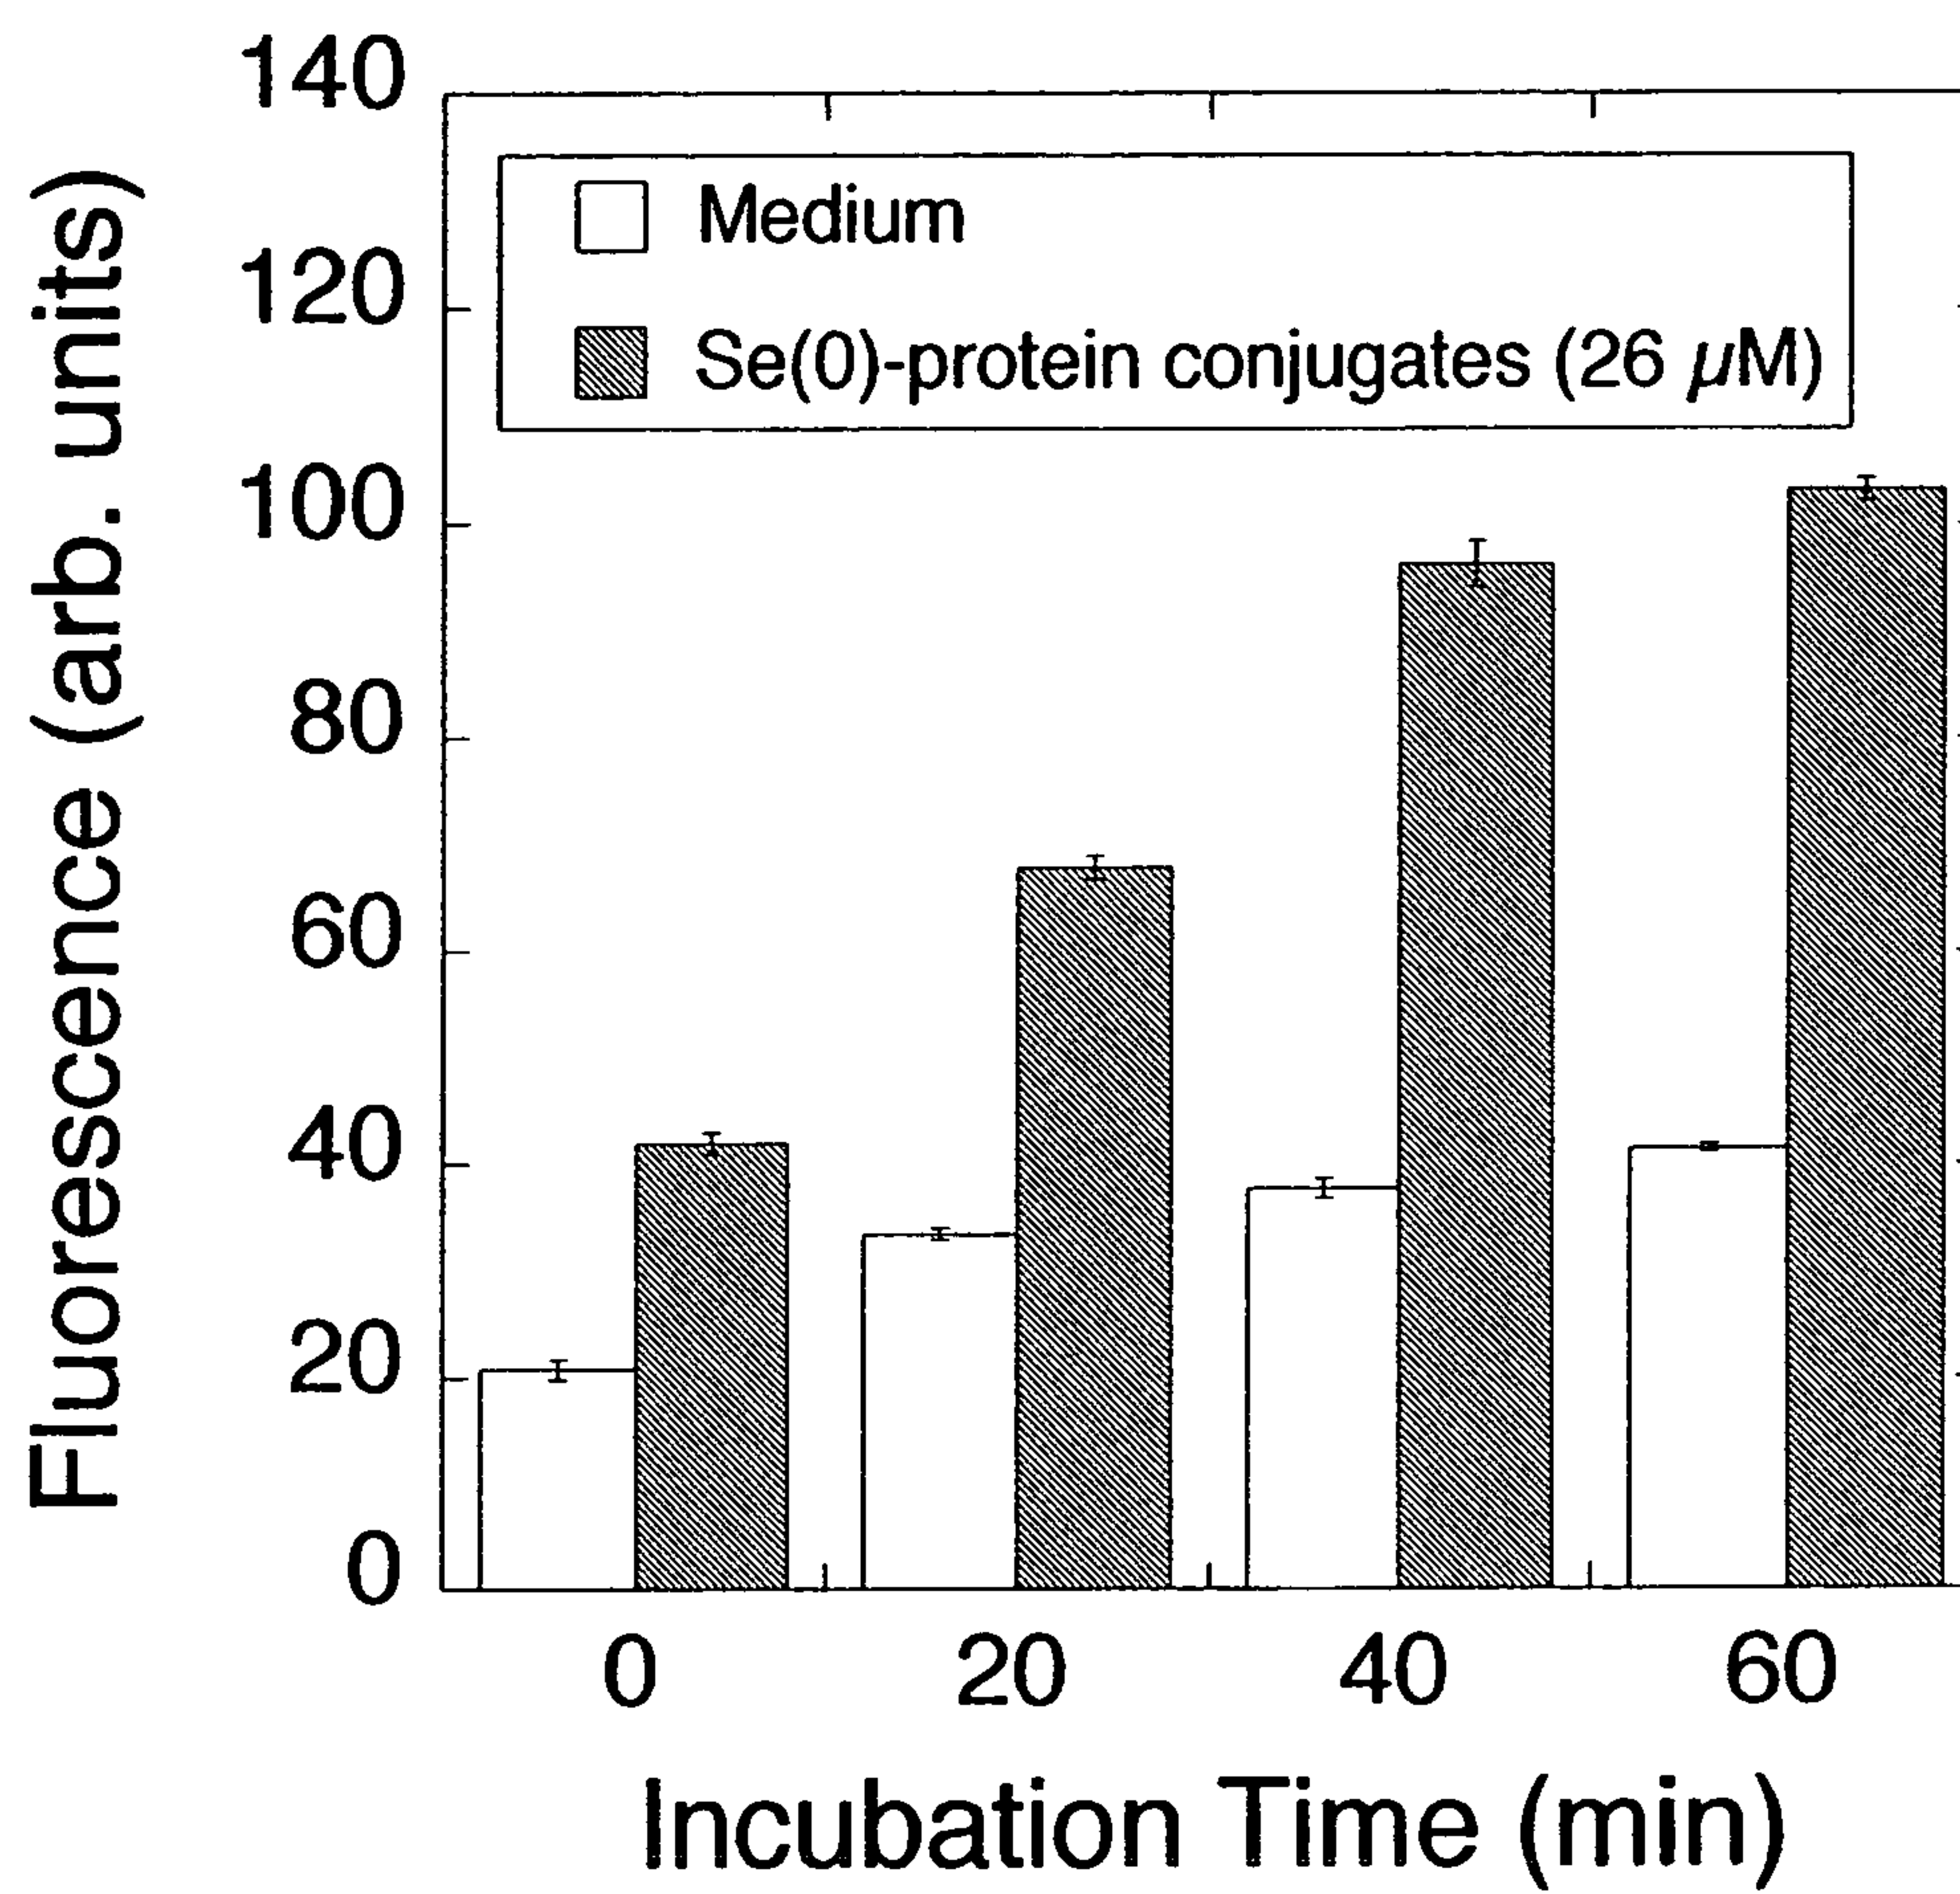 Fluorescence (arb. units)
140
120
100
80
60
40
20
0
Medium
Se(0)-protein conjugates (26 µM)
0 20 40 60
Incubation Time (min)